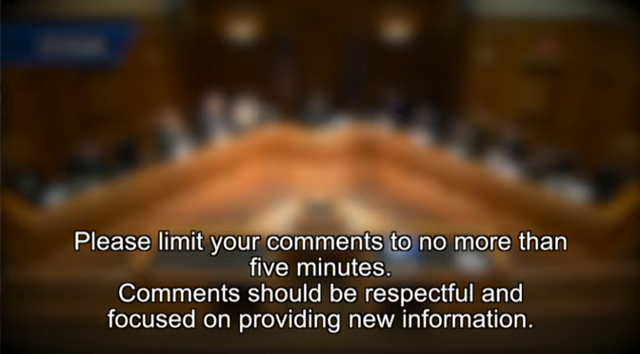 Please limit your comments to no more than
five minutes.
Comments should be respectful and
focused on providing new information.